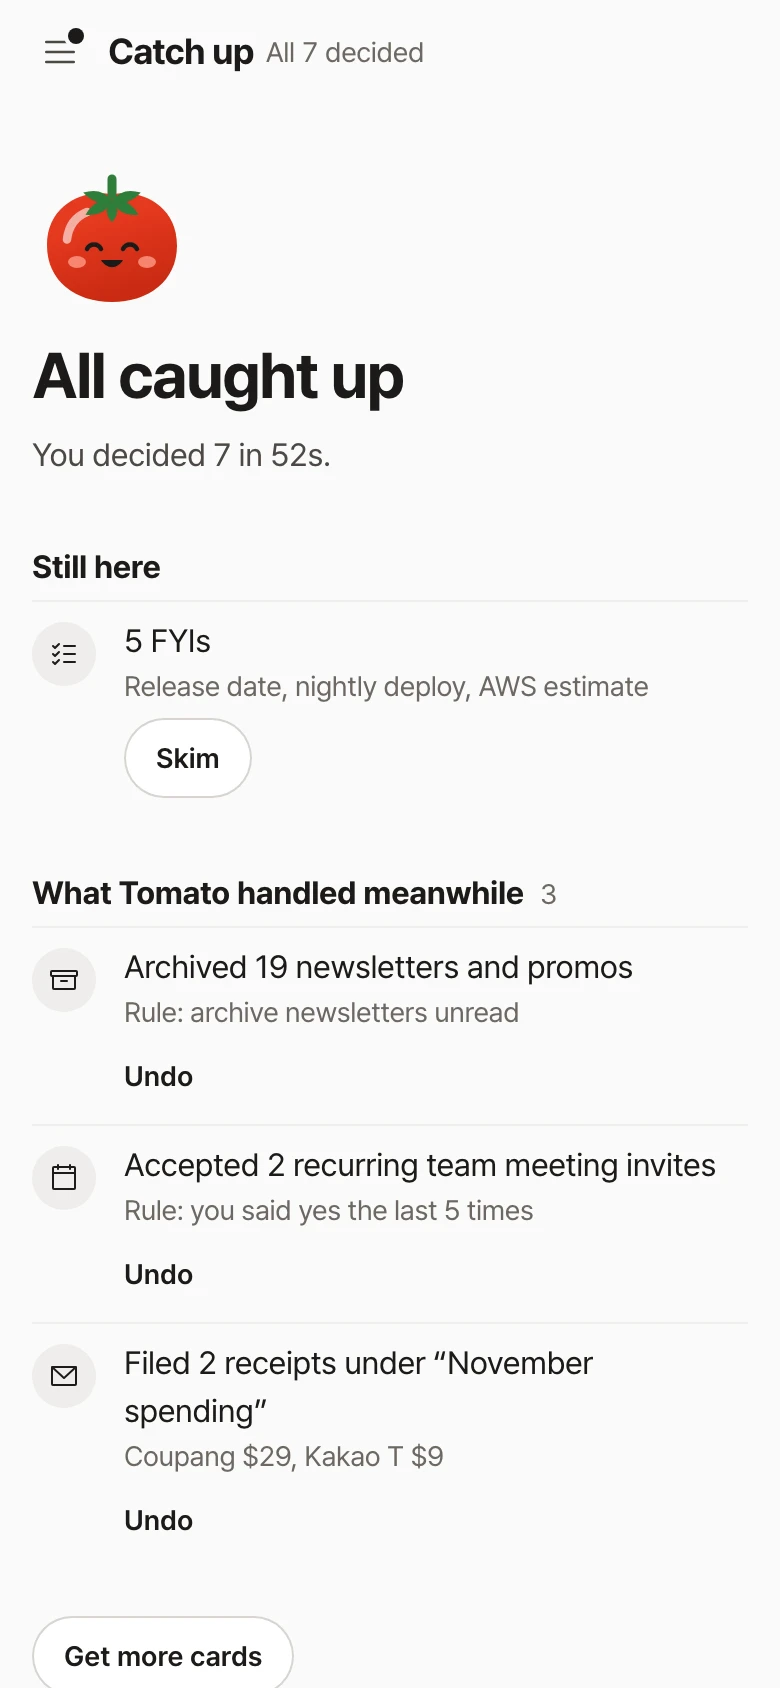 Catch up All 7 decided
All caught up
You decided 7 in 52s.
Still here
5 FYIs
Release date, nightly deploy, AWS estimate
Skim
What Tomato handled meanwhile 3
Archived 19 newsletters and promos
Rule: archive newsletters unread
Undo
Accepted 2 recurring team meeting invites
Rule: you said yes the last 5 times
Undo
Filed 2 receipts under “November
spending”
Coupang $29, Kakao T $9
Undo
Get more cards